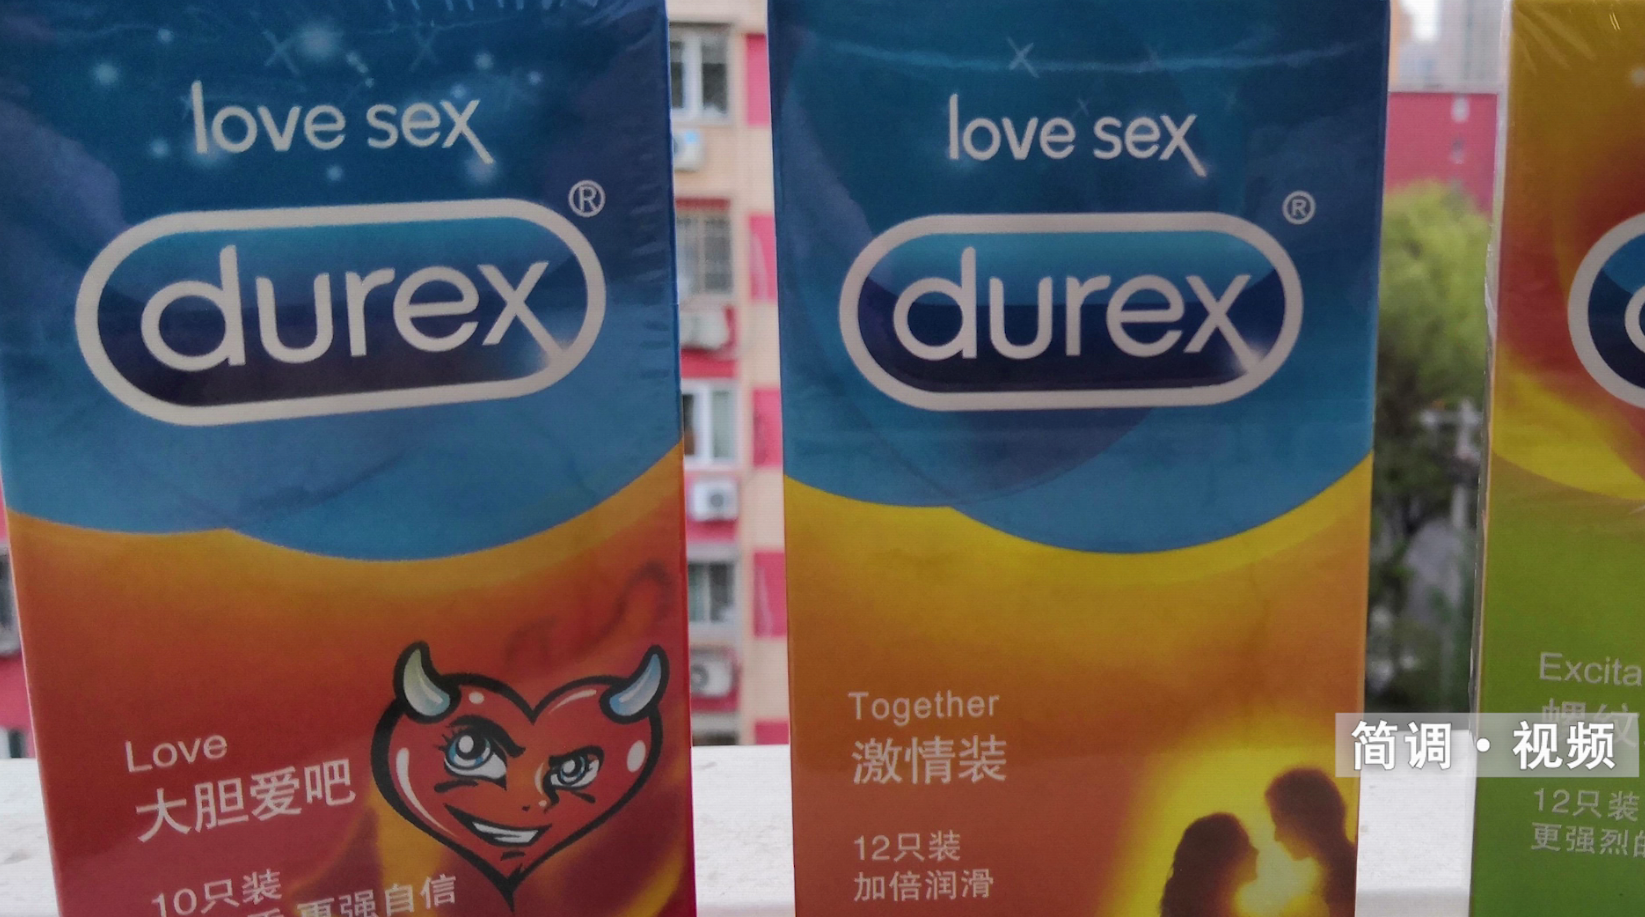 love sex
durex®
Love
大胆爱吧
10只装
更强自信
love sex
durex®
Together
激情装
12只装
加倍润滑
Excita
12只装
更强烈
简调·视频